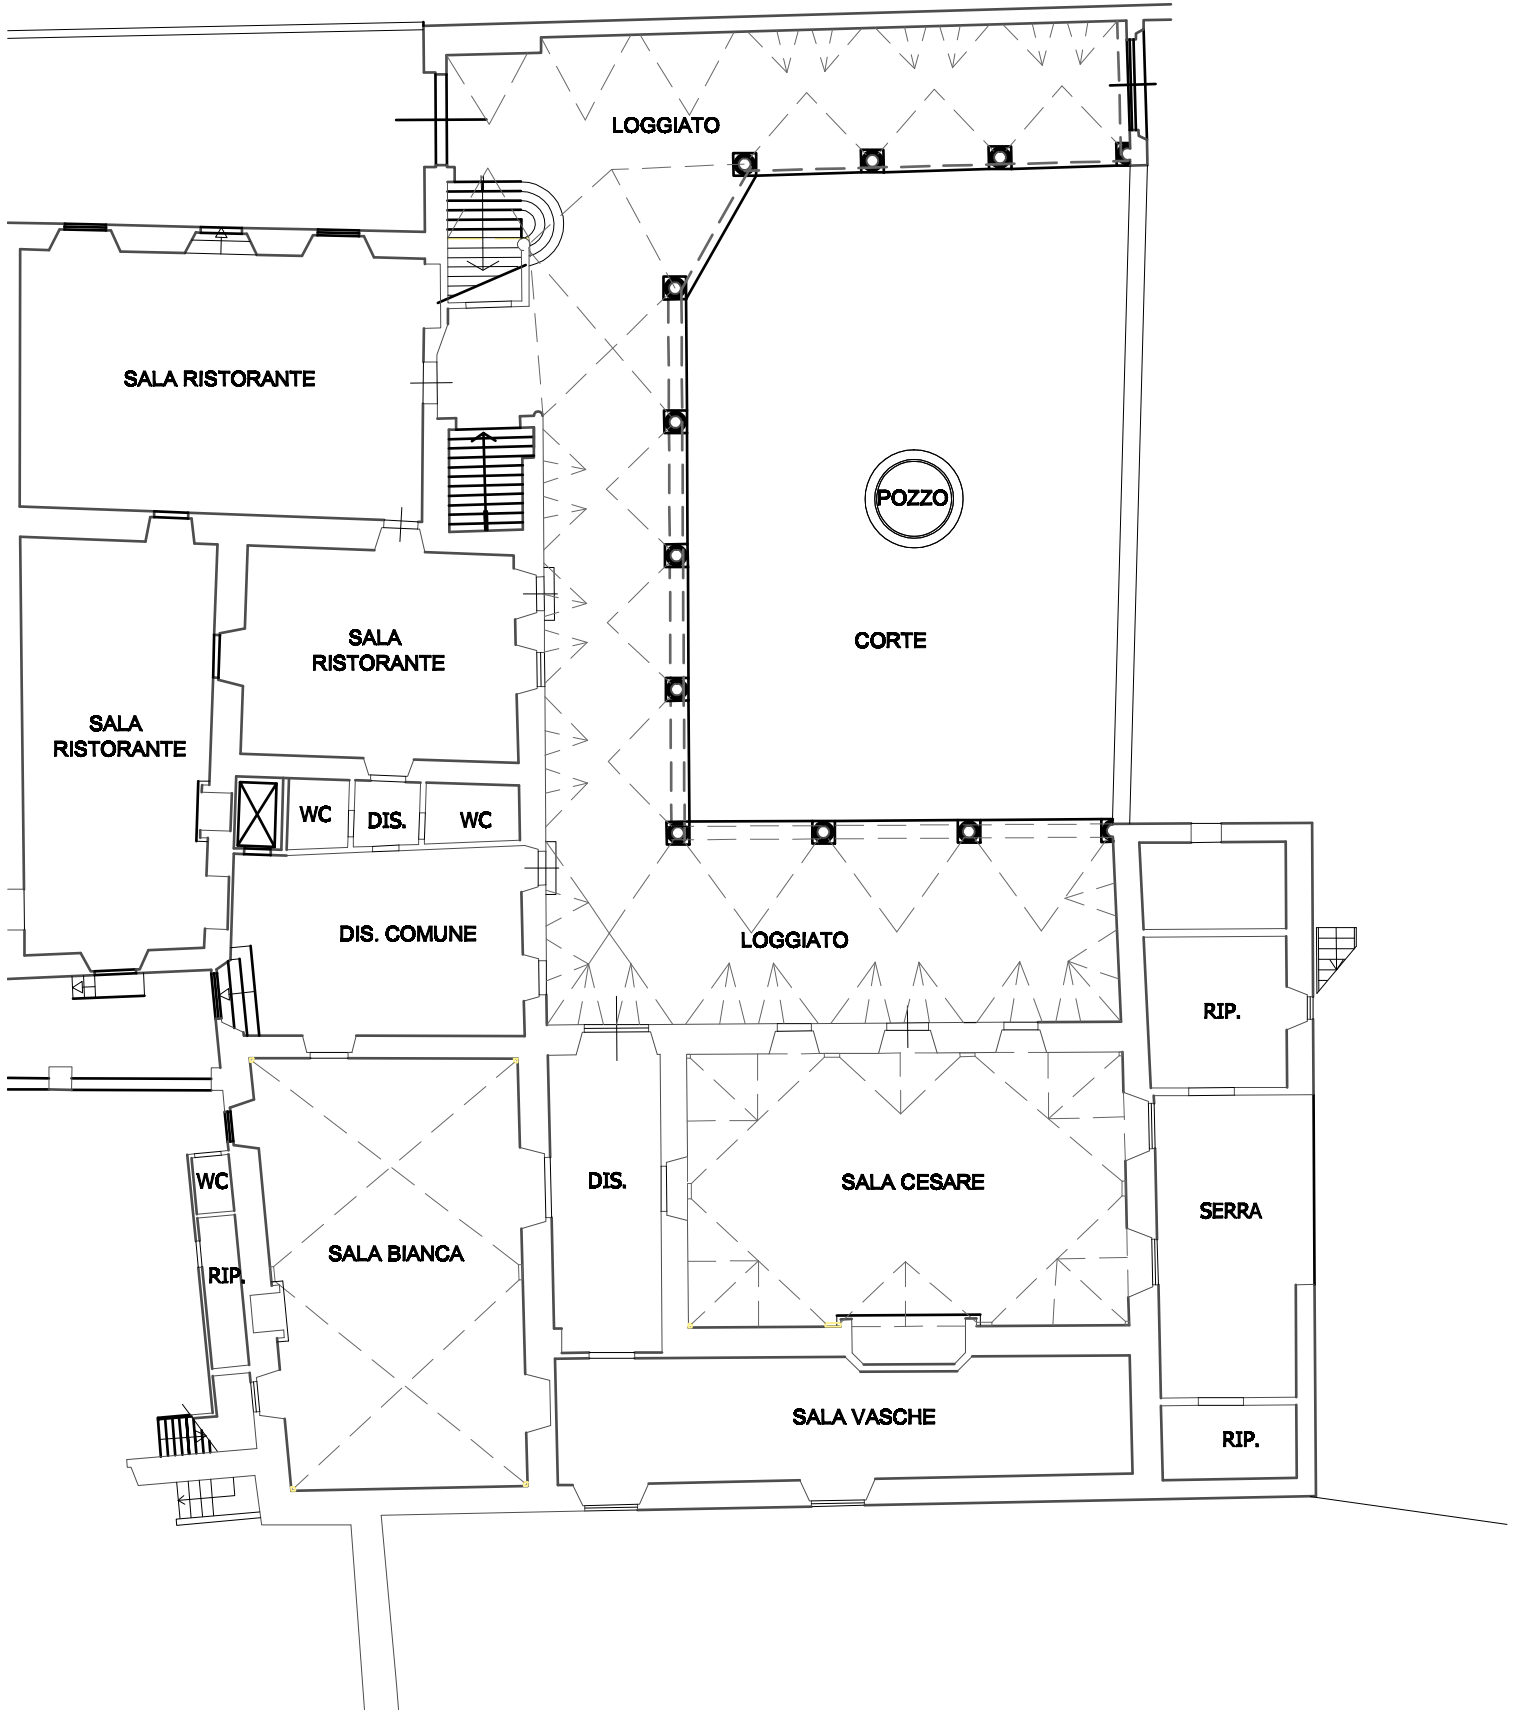 LOGGIATO
SALA RISTORANTE
POZZO
CORTE
SALA
RISTORANTE
SALA
RISTORANTE
WC
DIS.
WC
DIS. COMUNE
LOGGIATO
RIP.
WC
DIS.
SALA CESARE
SERRA
SALA BIANCA
RIP.
SALA VASCHE
RIP.